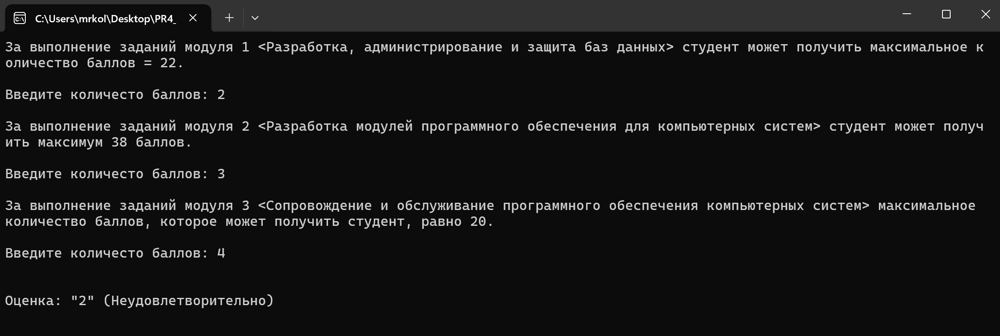 C:\Users\mrkol\Desktop\PR4_
За выполнение заданий модуля 1 <Разработка, администрирование и защита баз данных> студент может получить максимальное к
оличество баллов = 22.
Введите количесто баллов: 2
За выполнение заданий модуля 2 <Разработка модулей программного обеспечения для компьютерных систем> студент может получ
ить максимум 38 баллов.
Введите количесто баллов: 3
За выполнение заданий модуля 3 <Сопровождение и обслуживание программного обеспечения компьютерных систем> максимальное
количество баллов, которое может получить студент, равно 20.
Введите количесто баллов: 4
Оценка: "2" (Неудовлетворительно)